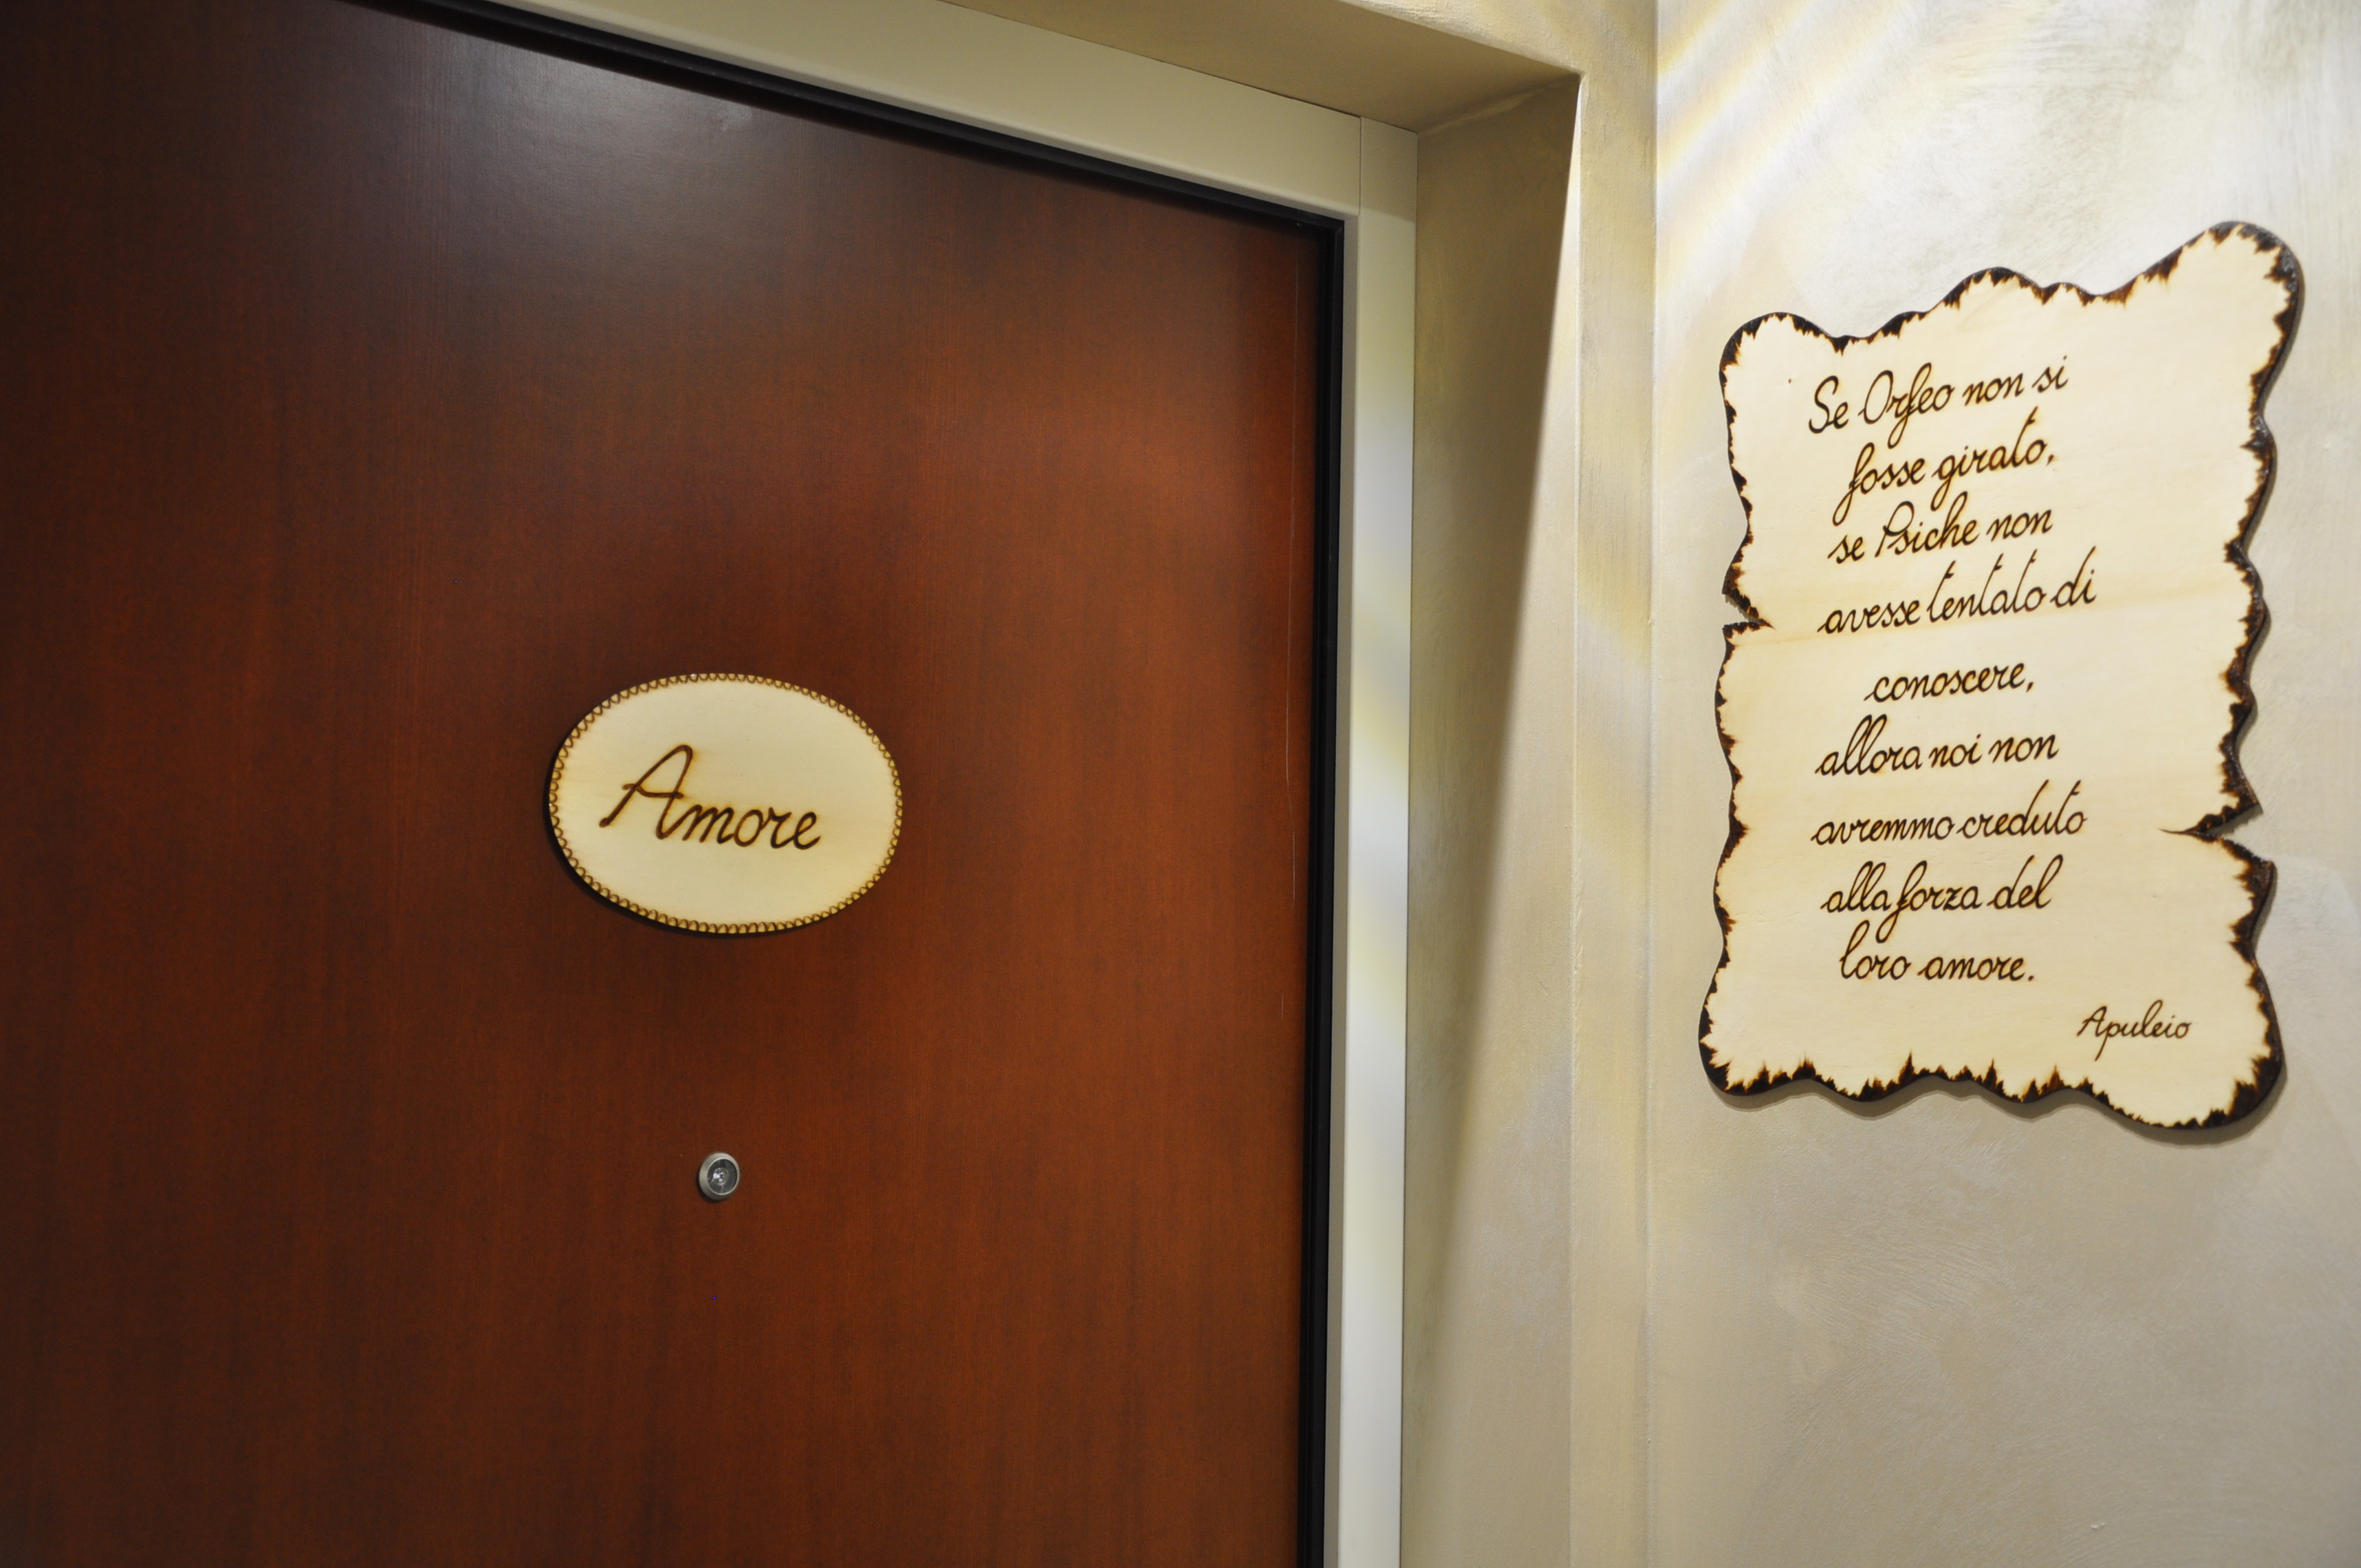 Amore
Se Orfeo non si
fosse girato,
se Psiche non
avesse tentato di
conoscere,
allora noi non
avremmo creduto
alla forza del
loro amore.
Apuleio